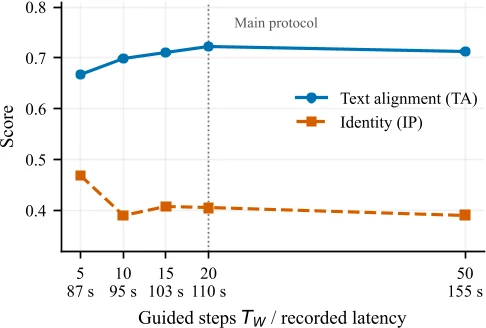 0.8
Main protocol
0.7
0.6
Text alignment (TA)
Identity (IP)
0.5
0.4
Score
5 10 15 20 50
87 s 95 s 103 s 110 s 155 s
Guided steps T_W / recorded latency